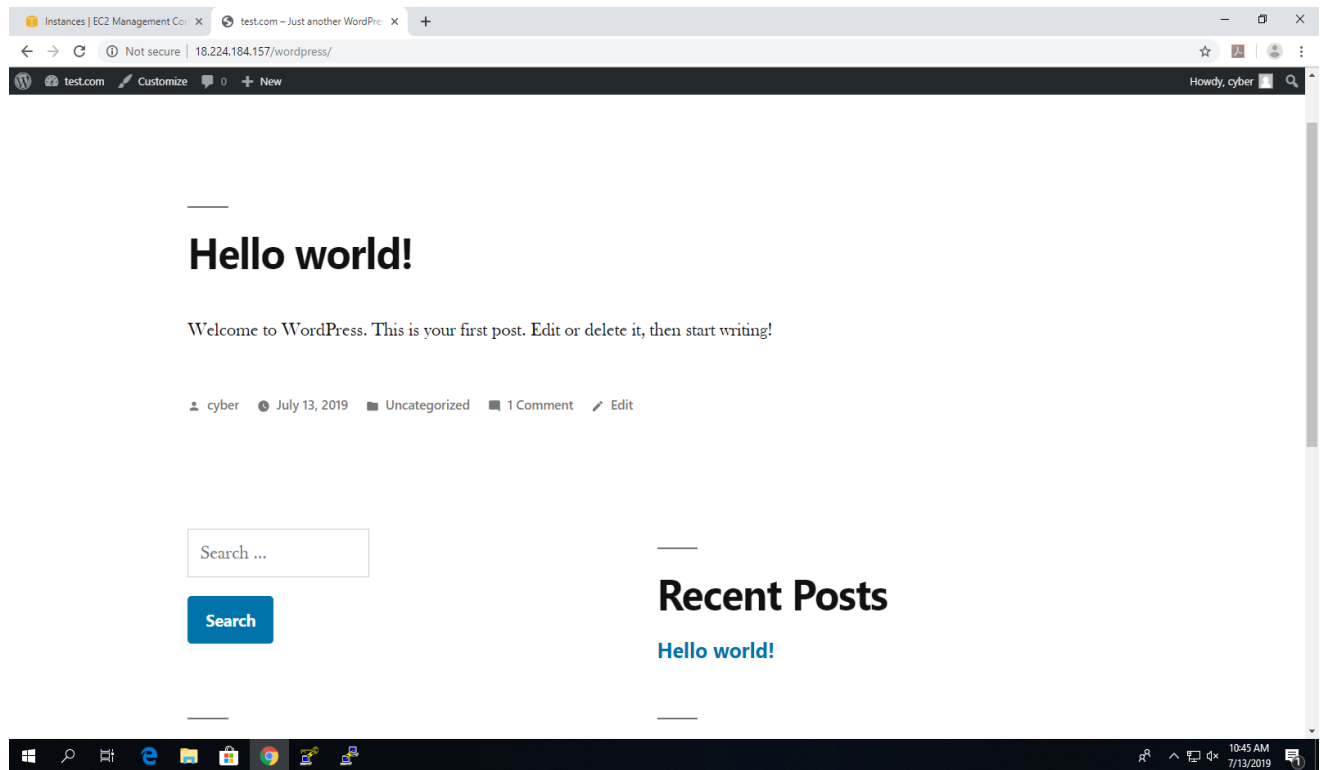 Instances | EC2 Management Con
test.com – Just another WordPres
Not secure | 18.224.184.157/wordpress/
test.com Customize 0 New Howdy, cyber
Hello world!
Welcome to WordPress. This is your first post. Edit or delete it, then start writing!
cyber July 13, 2019 Uncategorized 1 Comment Edit
Search ...
Search
Recent Posts
Hello world!
10:45 AM
7/13/2019
1